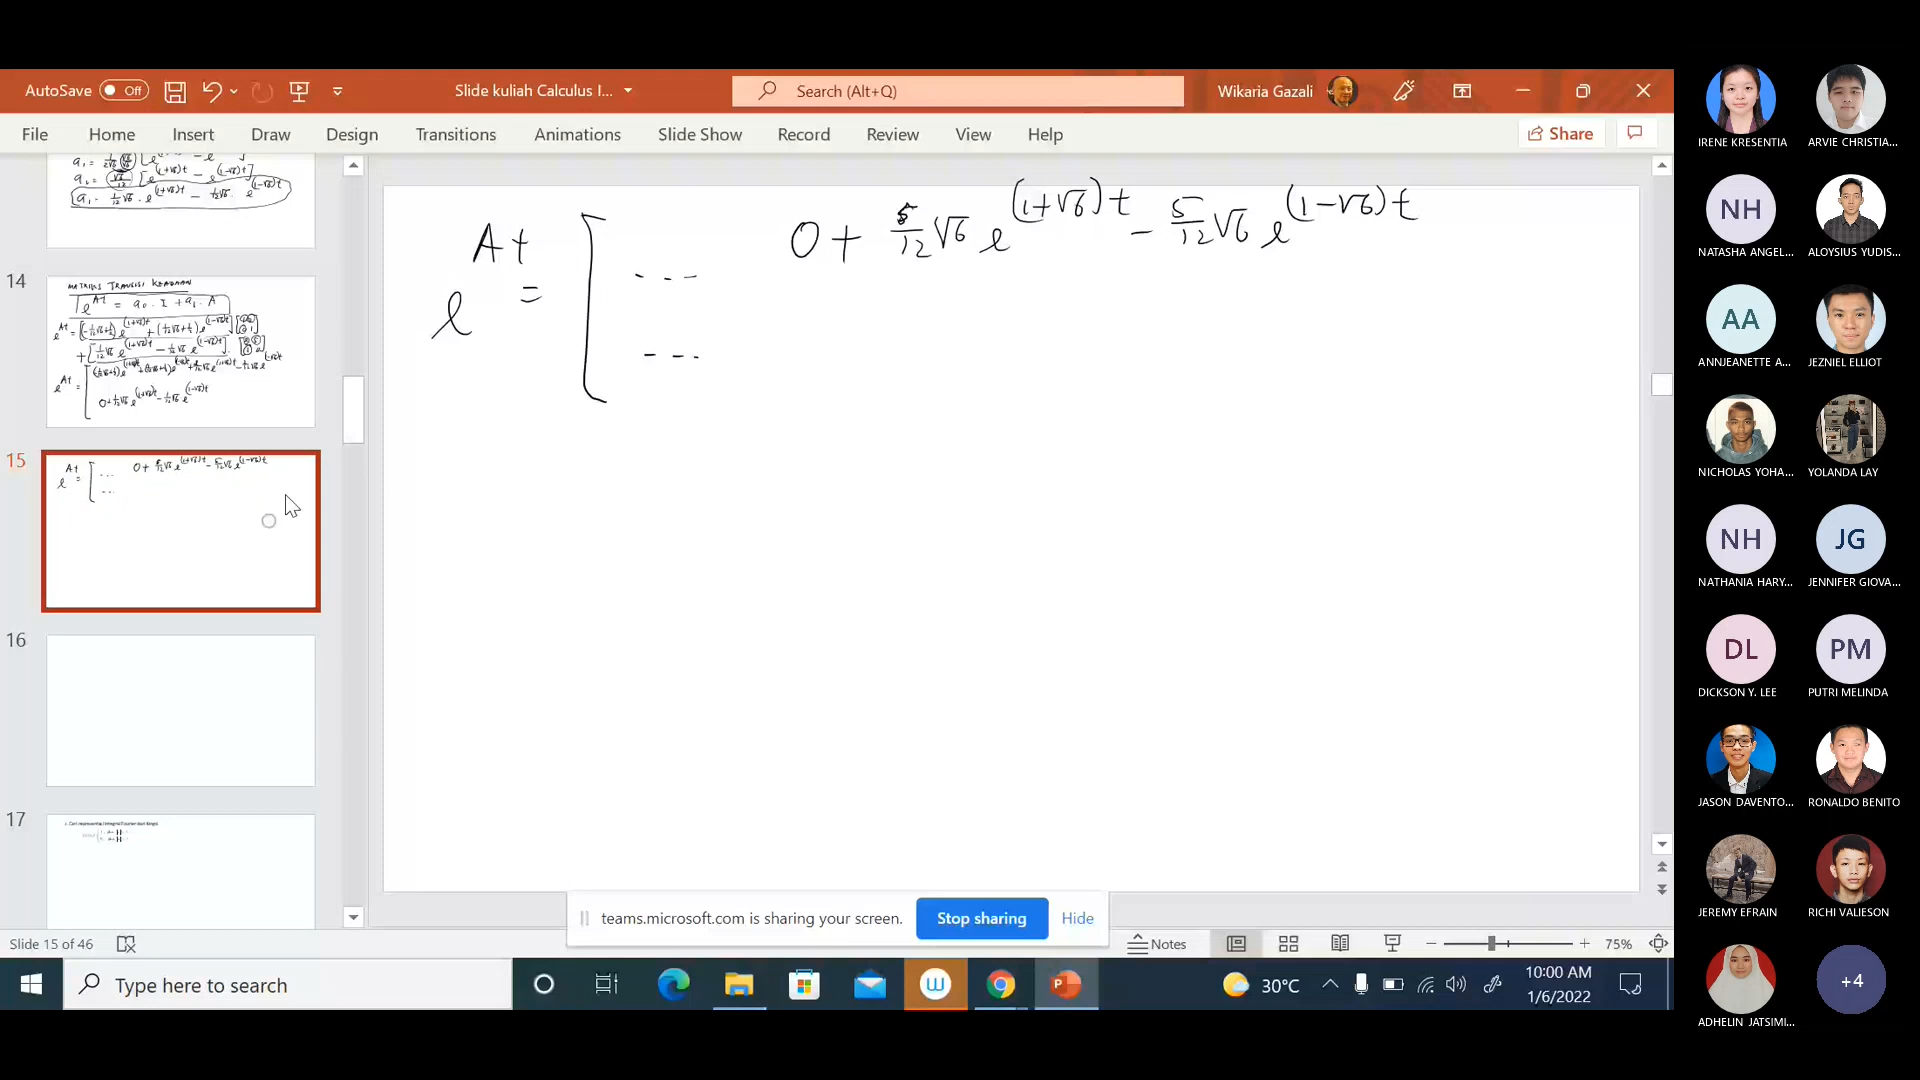 AutoSave Off
Slide kuliah Calculus I...
Search (Alt+Q)
Wikaria Gazali
File Home Insert Draw Design Transitions Animations Slide Show Record Review View Help
Share
14
MATRIKS TRANSISI KEADAAN
e^At = a₀ . I + a₁ . A
15
16
17
e^At = [ --- 0 + 5/12 √6 e^(1+√6)t - 5/12 √6 e^(1-√6)t
---
teams.microsoft.com is sharing your screen. Stop sharing Hide
Slide 15 of 46
Notes
75%
Type here to search
30°C
10:00 AM
1/6/2022
IRENE KRESENTIA
ARVIE CHRISTIA...
NH
NATASHA ANGEL...
ALOYSIUS YUDIS...
AA
ANNJEANETTE A...
JEZNIEL ELLIOT
NICHOLAS YOHA...
YOLANDA LAY
NH
NATHANIA HARY...
JG
JENNIFER GIOVA...
DL
DICKSON Y. LEE
PM
PUTRI MELINDA
JASON DAVENTO...
RONALDO BENITO
JEREMY EFRAIN
RICHI VALIESON
ADHELIN JATSIMI...
+4